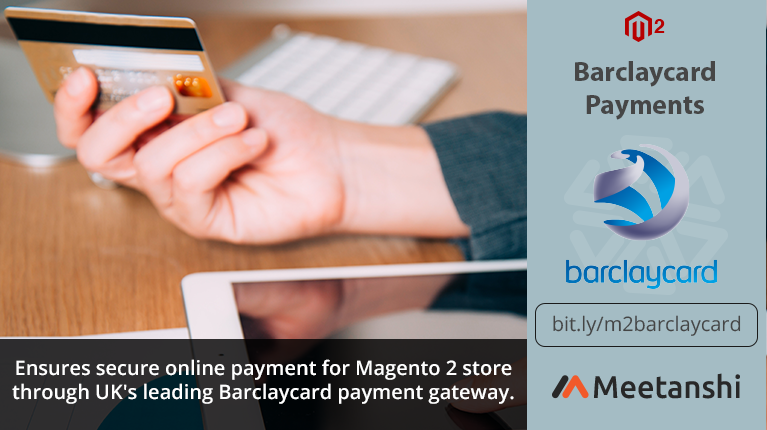 2
Barclaycard
Payments
barclaycard
bit.ly/m2barclaycard
Ensures secure online payment for Magento 2 store
through UK's leading Barclaycard payment gateway.
Meetanshi